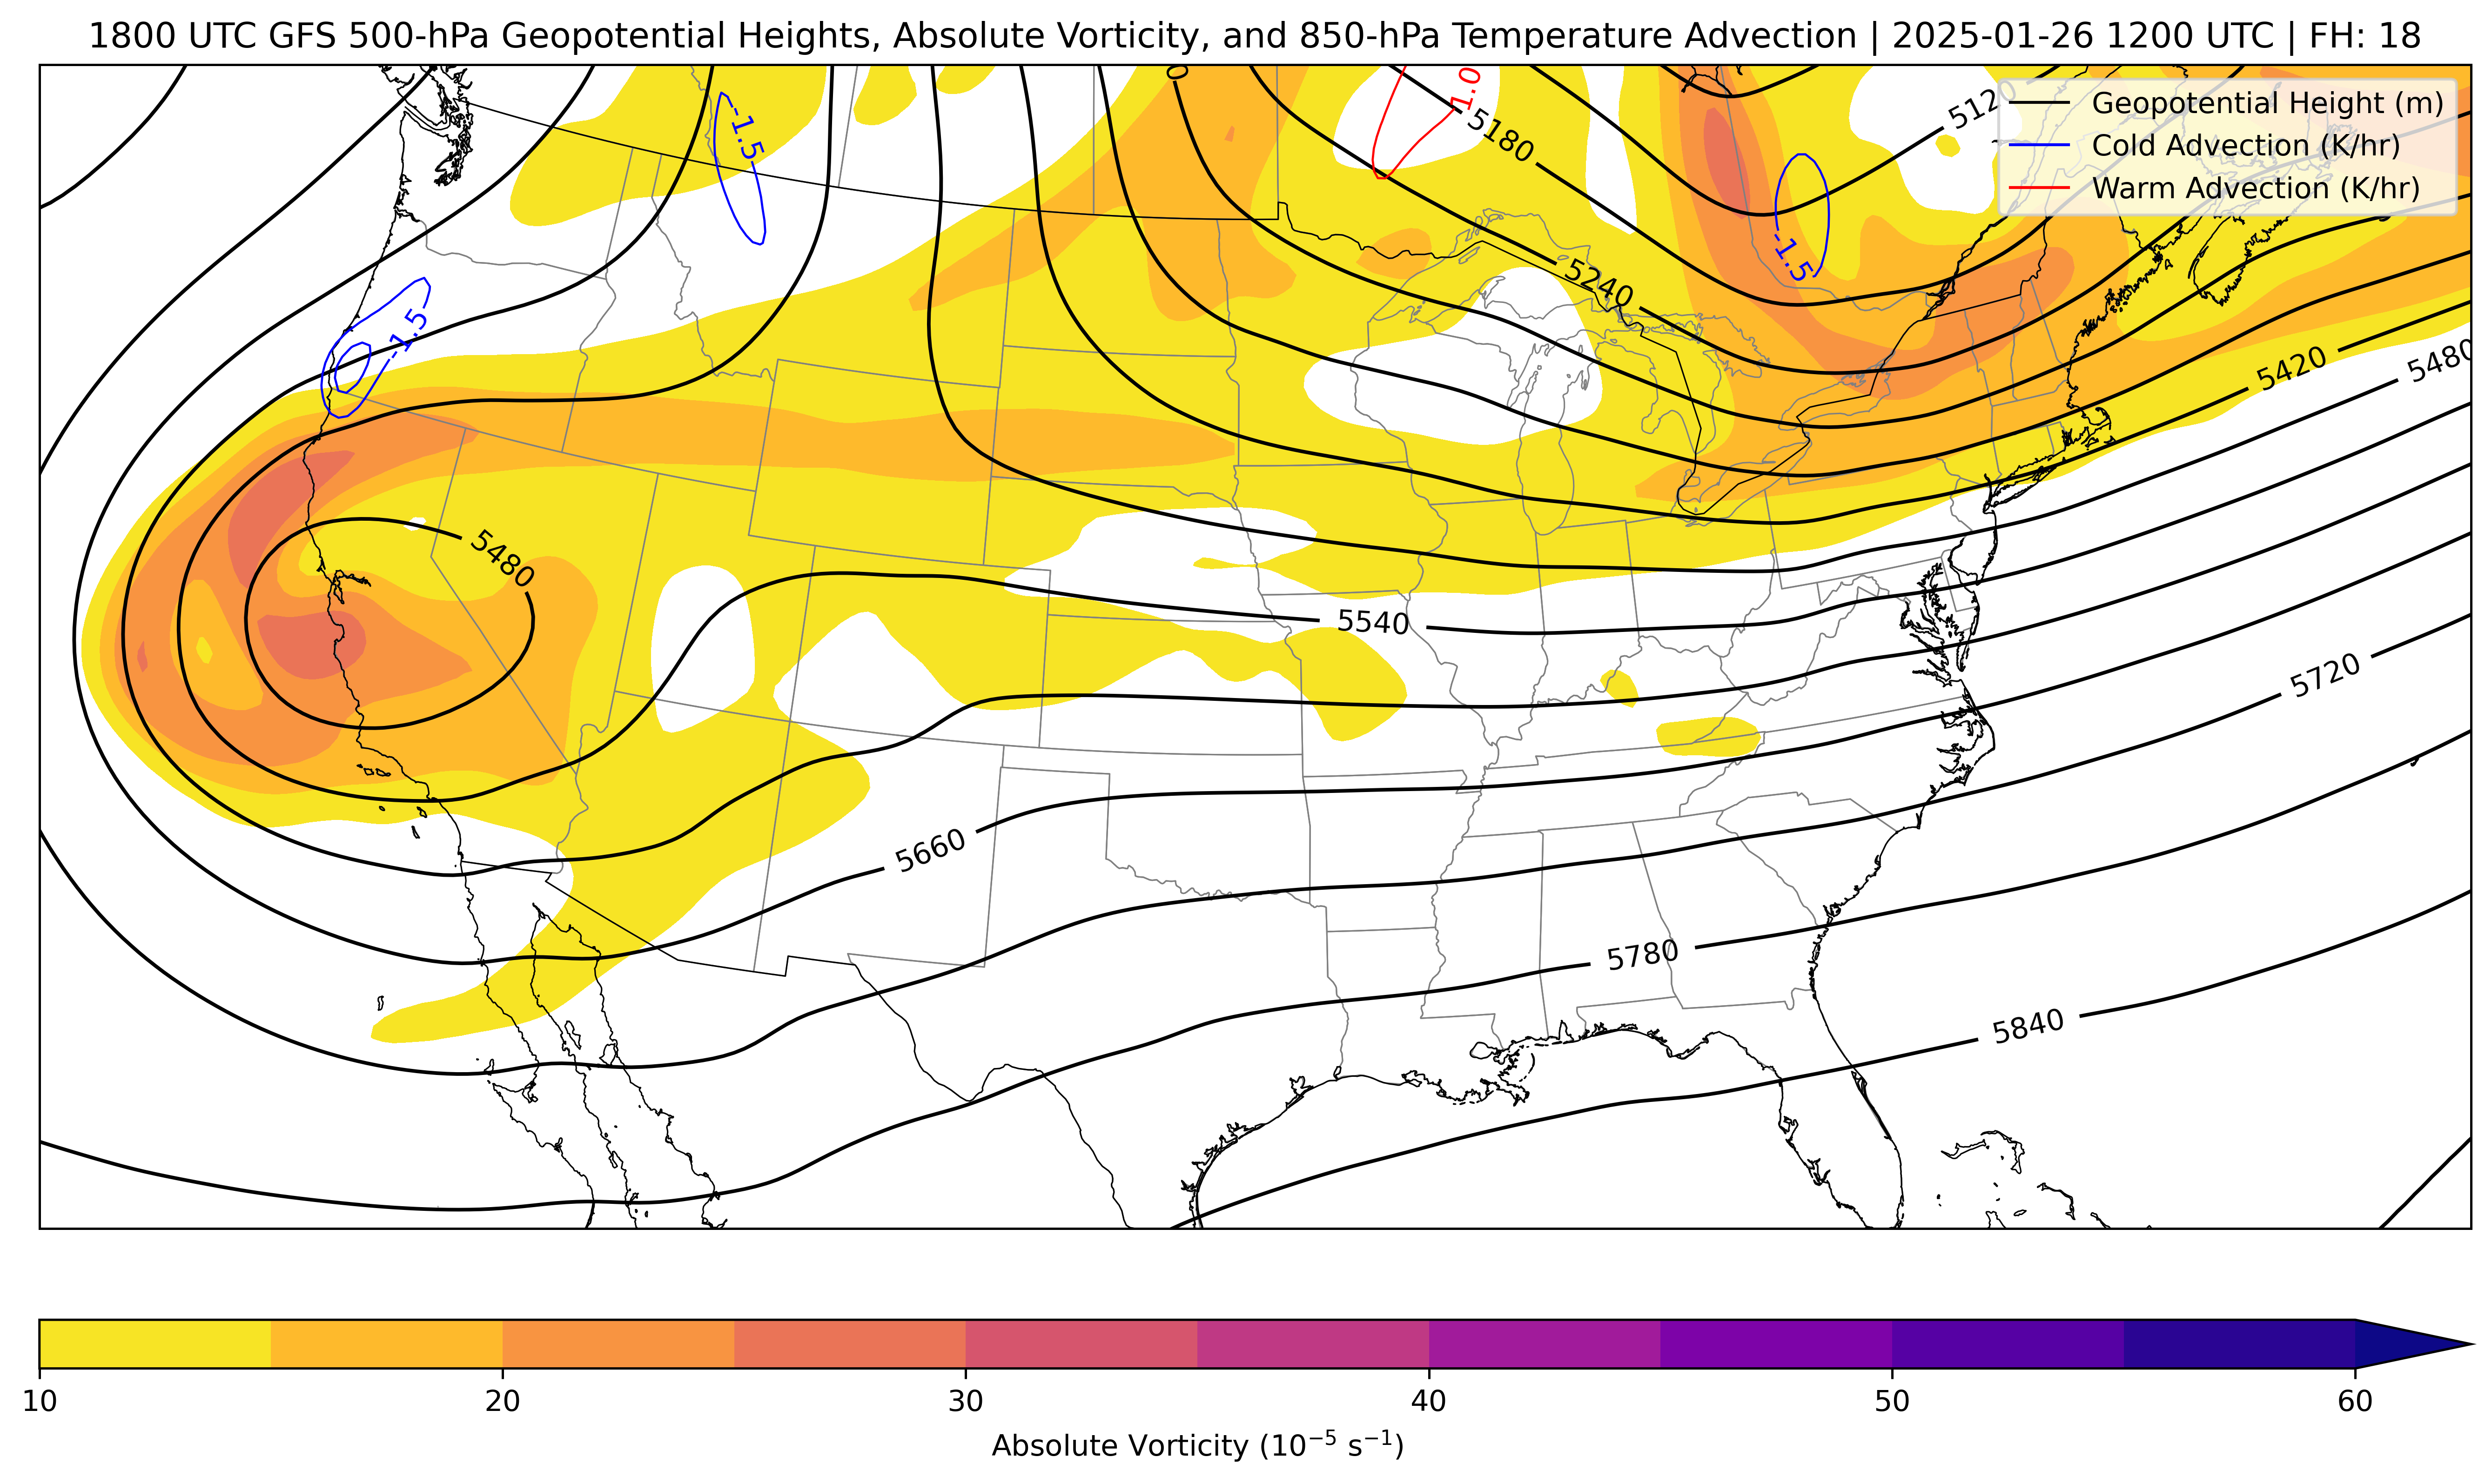 1800 UTC GFS 500-hPa Geopotential Heights, Absolute Vorticity, and 850-hPa Temperature Advection | 2025-01-26 1200 UTC | FH: 18
Geopotential Height (m)
Cold Advection (K/hr)
Warm Advection (K/hr)
1.0
-1.5
5180
5120
5240
-1.5
-1.5
5420
5480
5480
5540
5720
5660
5780
5840
10 20 30 40 50 60
Absolute Vorticity (10⁻⁵ s⁻¹)